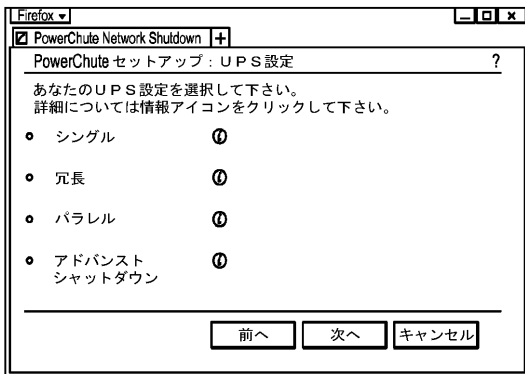 Firefox ▾
PowerChute Network Shutdown +
PowerChute セットアップ：ＵＰＳ設定 ?
あなたのＵＰＳ設定を選択して下さい。
詳細については情報アイコンをクリックして下さい。
シングル i
冗長 i
パラレル i
アドバンスト i
シャットダウン
前へ 次へ キャンセル